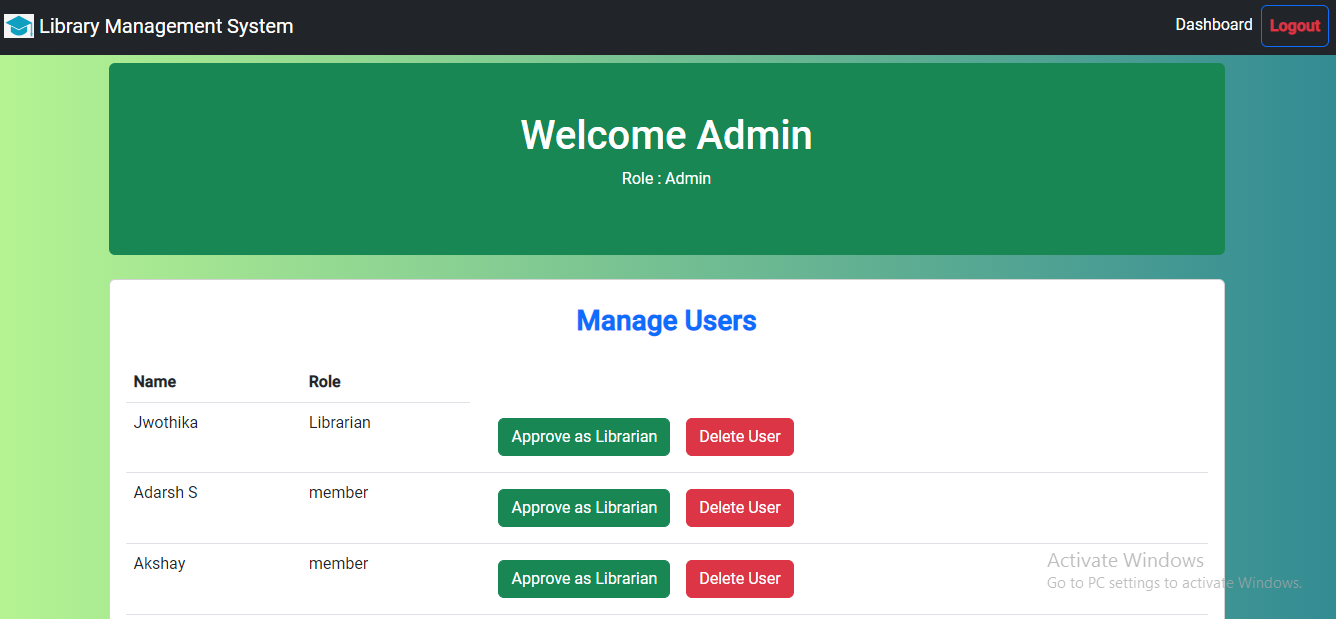 Library Management System Dashboard Logout
Welcome Admin
Role : Admin
Manage Users
Name Role
Jwothika Librarian Approve as Librarian Delete User
Adarsh S member Approve as Librarian Delete User
Akshay member Approve as Librarian Delete User
Activate Windows
Go to PC settings to activate Windows.